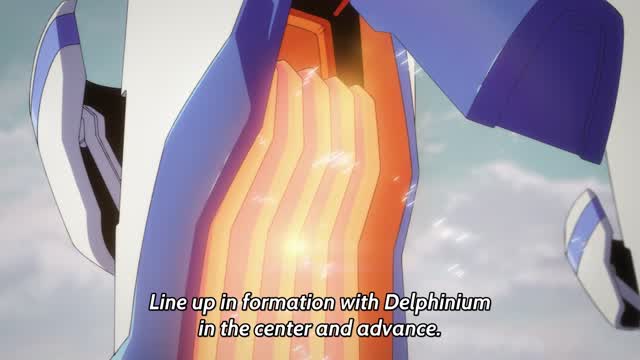 Line up in formation with Delphinium
in the center and advance.